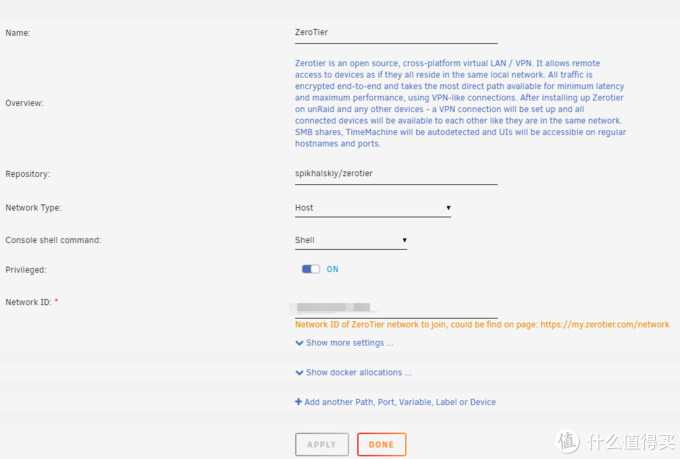 Name:
ZeroTier
Zerotier is an open source, cross-platform virtual LAN / VPN. It allows remote
access to devices as if they all reside in the same local network. All traffic is
encrypted end-to-end and takes the most direct path available for minimum latency
and maximum performance, using VPN-like connections. After installing up Zerotier
Overview:
on unRaid and any other devices - a VPN connection will be set up and all
connected devices will be available to each other like they are in the same network.
SMB shares, TimeMachine will be autodetected and UIs will be accessible on regular
hostnames and ports.
Repository:
spikhalskiy/zerotier
Network Type:
Host
Console shell command:
Shell
Privileged:
ON
Network ID: *
Network ID of ZeroTier network to join, could be find on page: https://my.zerotier.com/network
Show more settings ...
Show docker allocations ...
Add another Path, Port, Variable, Label or Device
APPLY
DONE
值 什么值得买